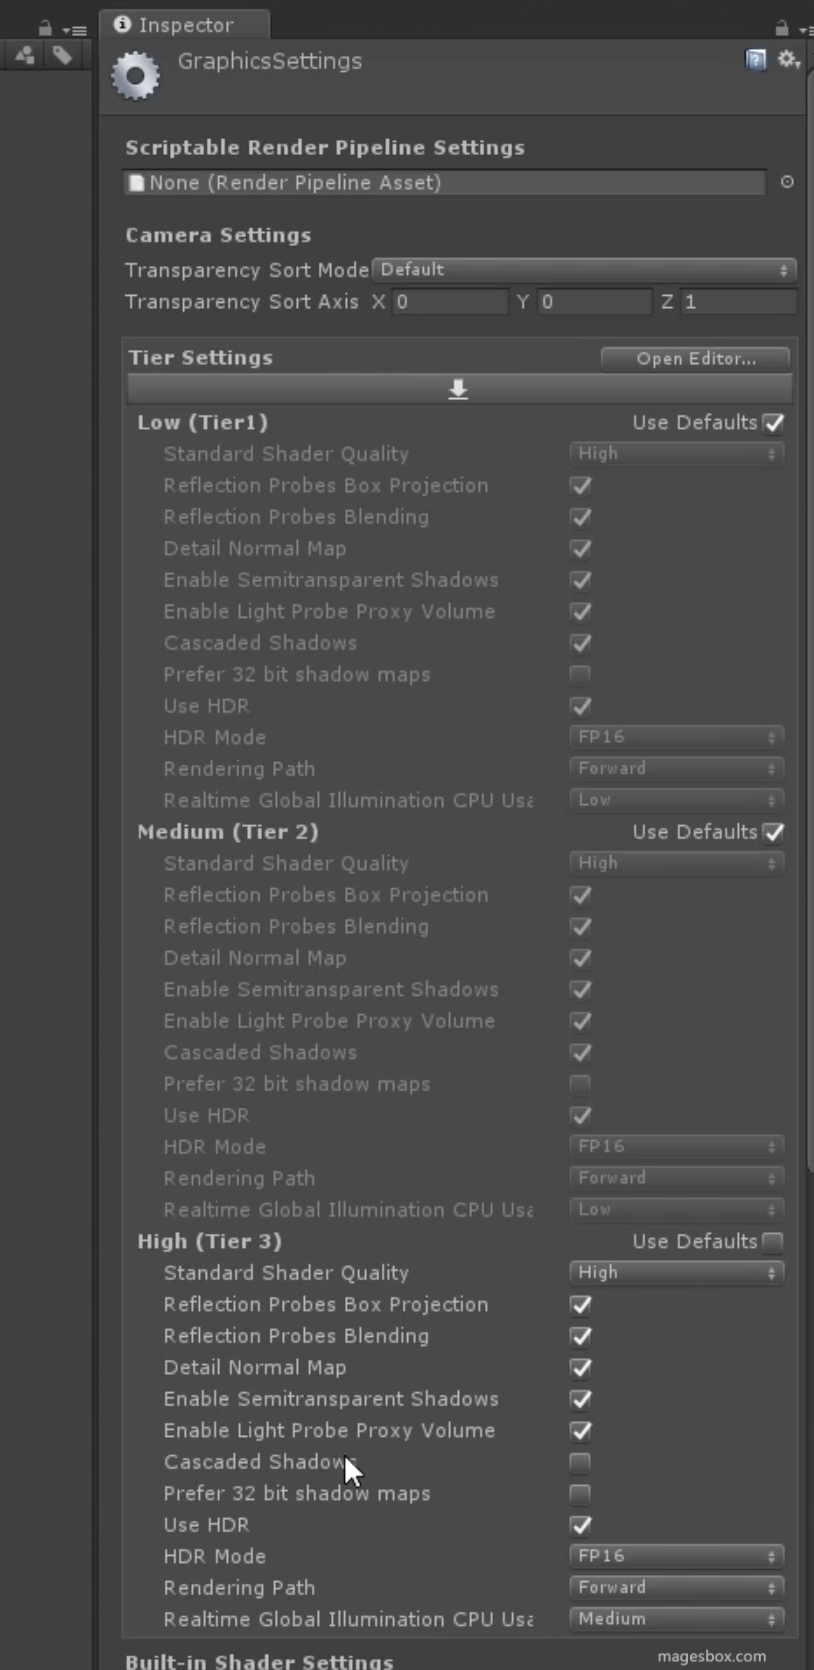 Inspector
GraphicsSettings
Scriptable Render Pipeline Settings
None (Render Pipeline Asset)
Camera Settings
Transparency Sort Mode Default
Transparency Sort Axis X 0 Y 0 Z 1
Tier Settings Open Editor...
Low (Tier1) Use Defaults
Standard Shader Quality High
Reflection Probes Box Projection
Reflection Probes Blending
Detail Normal Map
Enable Semitransparent Shadows
Enable Light Probe Proxy Volume
Cascaded Shadows
Prefer 32 bit shadow maps
Use HDR
HDR Mode FP16
Rendering Path Forward
Realtime Global Illumination CPU Usa Low
Medium (Tier 2) Use Defaults
Standard Shader Quality High
Reflection Probes Box Projection
Reflection Probes Blending
Detail Normal Map
Enable Semitransparent Shadows
Enable Light Probe Proxy Volume
Cascaded Shadows
Prefer 32 bit shadow maps
Use HDR
HDR Mode FP16
Rendering Path Forward
Realtime Global Illumination CPU Usa Low
High (Tier 3) Use Defaults
Standard Shader Quality High
Reflection Probes Box Projection
Reflection Probes Blending
Detail Normal Map
Enable Semitransparent Shadows
Enable Light Probe Proxy Volume
Cascaded Shadows
Prefer 32 bit shadow maps
Use HDR
HDR Mode FP16
Rendering Path Forward
Realtime Global Illumination CPU Usa Medium
Built-in Shader Settings
magesbox.com